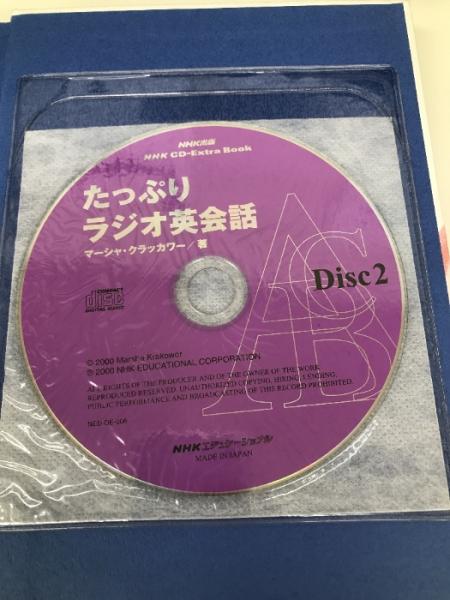 NHK出版
NHK CD-Extra Book
たっぷり
ラジオ英会話
マーシャ・クラッカワー／著
COMPACT
disc
DIGITAL AUDIO
Disc 2
© 2000 Marsha Krakower
℗ 2000 NHK EDUCATIONAL CORPORATION
ALL RIGHTS OF THE PRODUCER AND OF THE OWNER OF THE WORK
REPRODUCED RESERVED. UNAUTHORIZED COPYING, HIRING, LENDING,
PUBLIC PERFORMANCE AND BROADCASTING OF THIS RECORD PROHIBITED.
NHKエデュケーショナル
MADE IN JAPAN